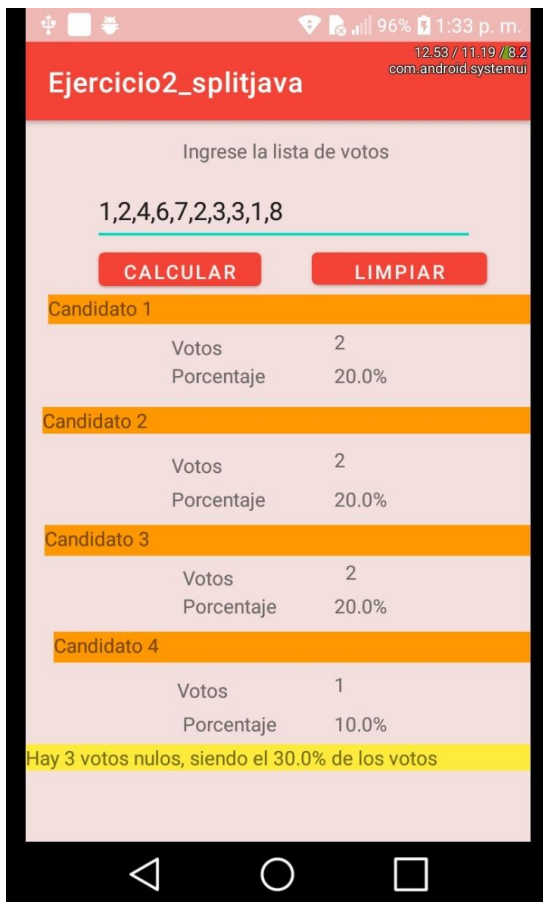 96% 1:33 p. m.
12.53 / 11.19 / 8.2
com.android.systemui
Ejercicio2_splitjava
Ingrese la lista de votos
1,2,4,6,7,2,3,3,1,8
CALCULAR LIMPIAR
Candidato 1
Votos 2
Porcentaje 20.0%
Candidato 2
Votos 2
Porcentaje 20.0%
Candidato 3
Votos 2
Porcentaje 20.0%
Candidato 4
Votos 1
Porcentaje 10.0%
Hay 3 votos nulos, siendo el 30.0% de los votos